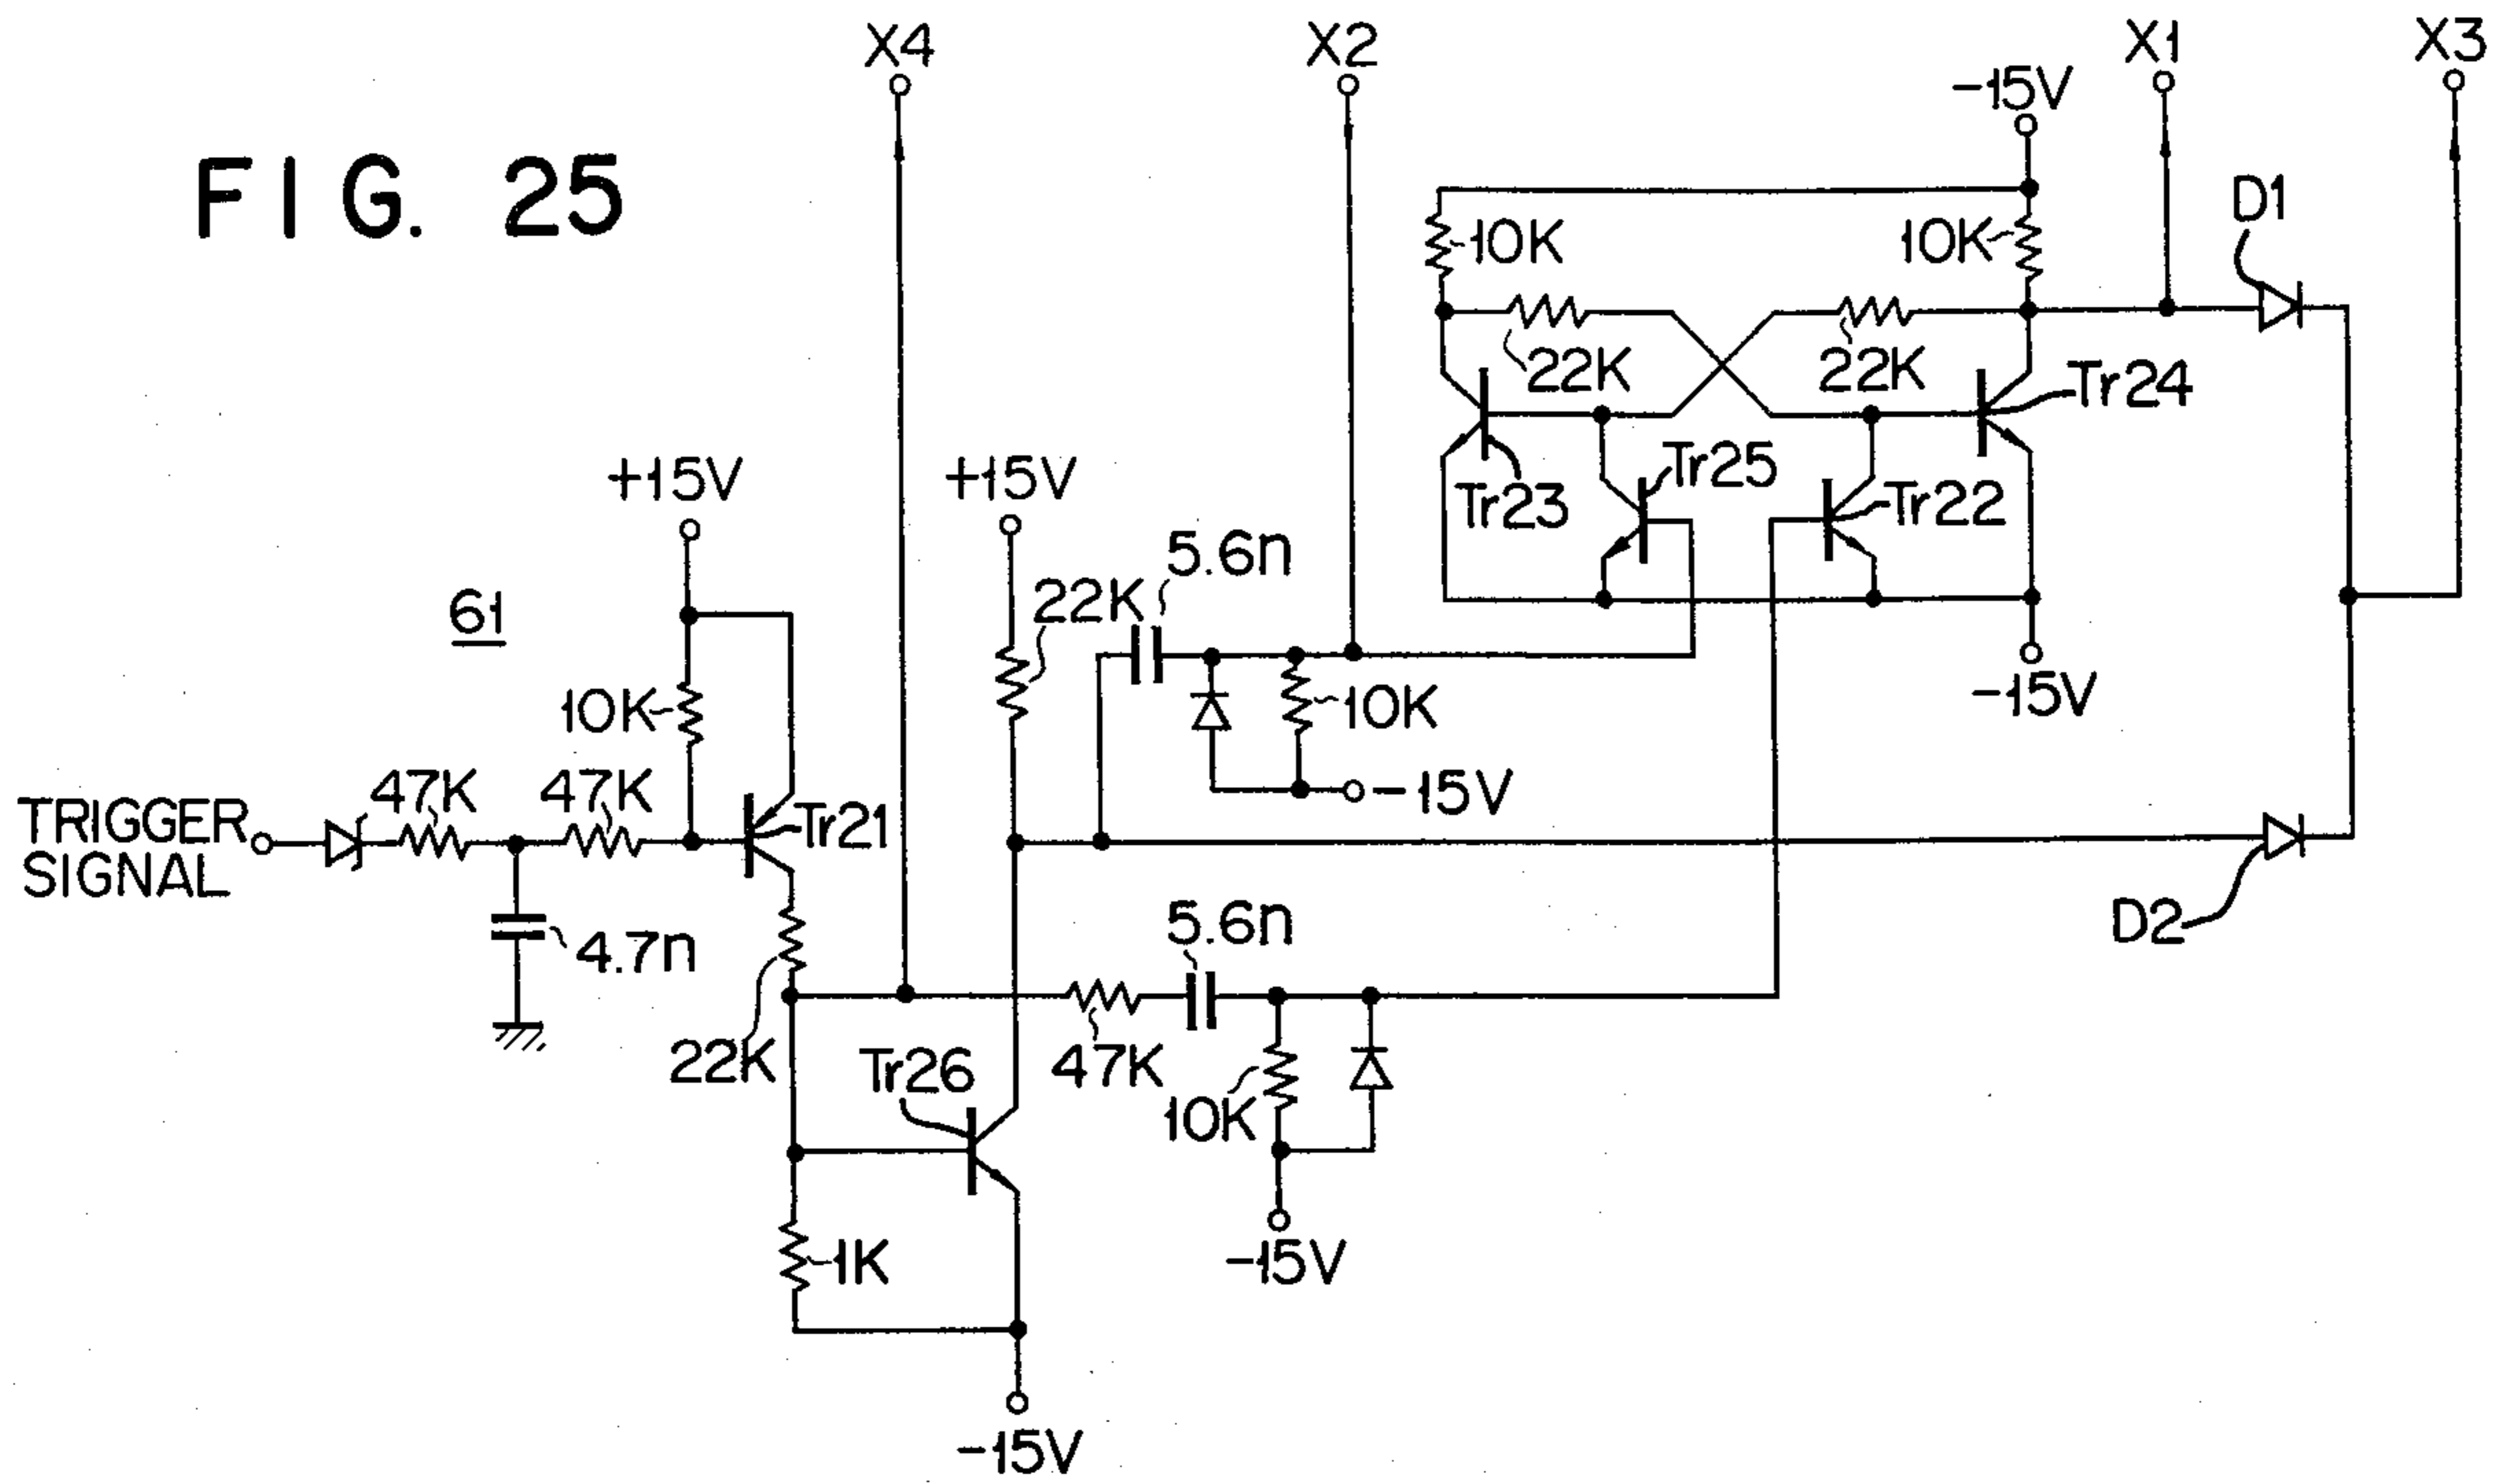 X4
X2
X1
X3
-15V
FIG. 25
D1
10K
10K
22K
22K
Tr24
+15V
+15V
Tr25
Tr23
Tr22
5.6n
22K
61
10K
10K
-15V
-15V
47K
47K
TRIGGER
SIGNAL
Tr21
4.7n
5.6n
D2
22K
Tr26
47K
10K
1K
-15V
-15V